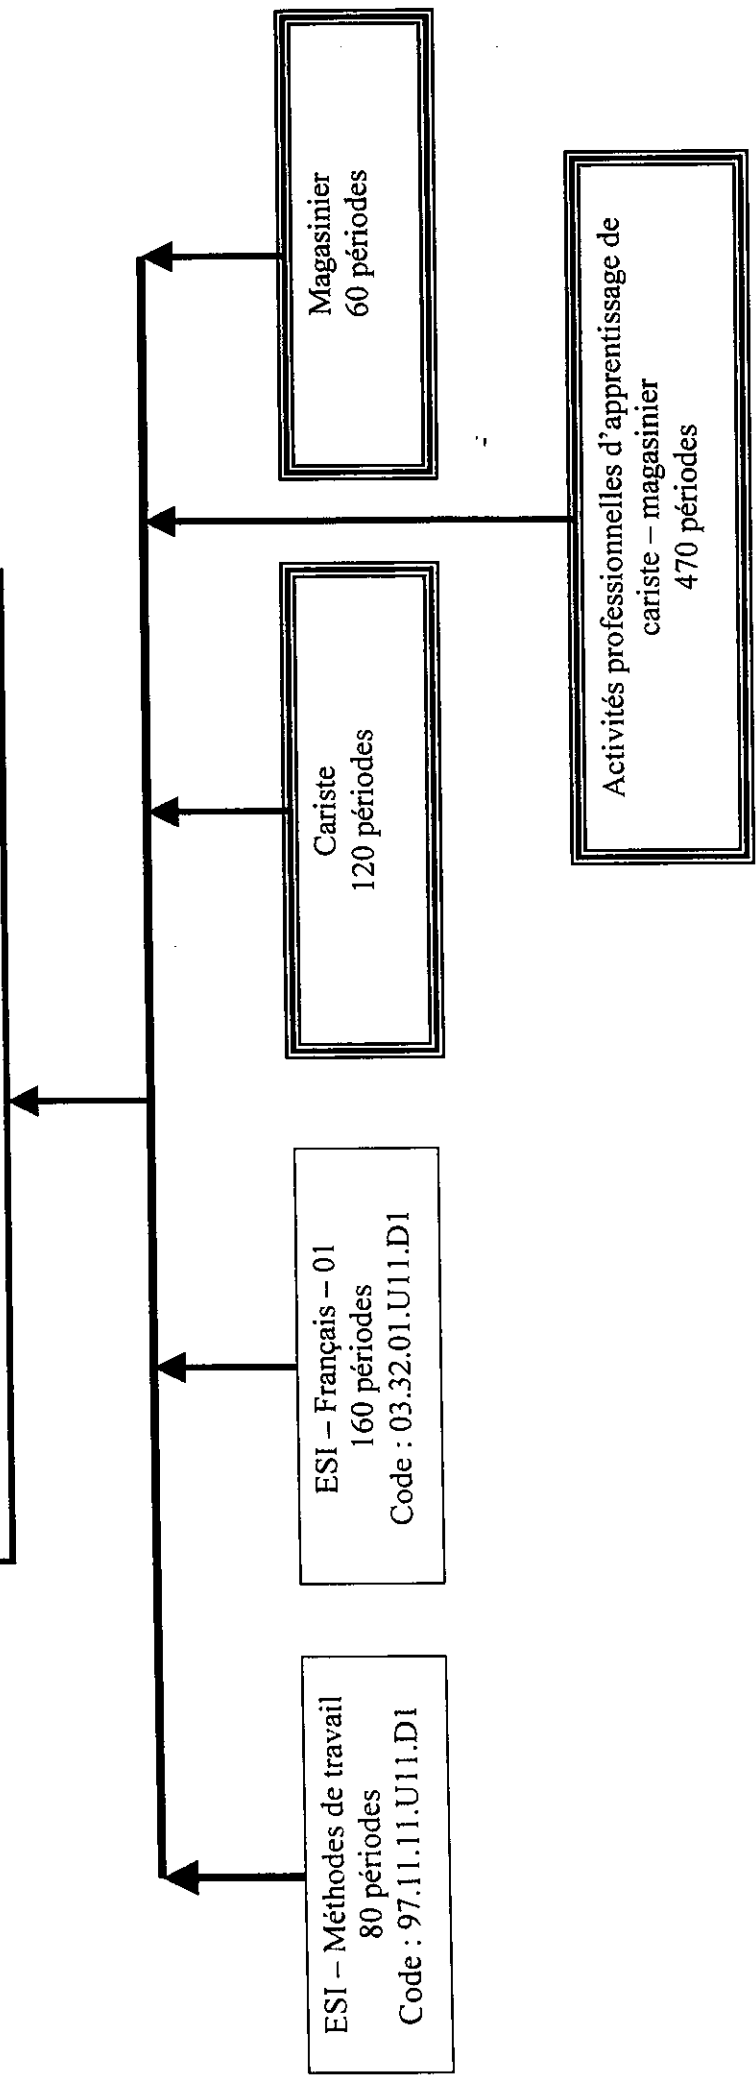 ESI – Méthodes de travail
80 périodes
Code : 97.11.11.U11.D1
ESI – Français – 01
160 périodes
Code : 03.32.01.U11.D1
Cariste
120 périodes
Magasinier
60 périodes
Activités professionnelles d'apprentissage de
cariste – magasinier
470 périodes